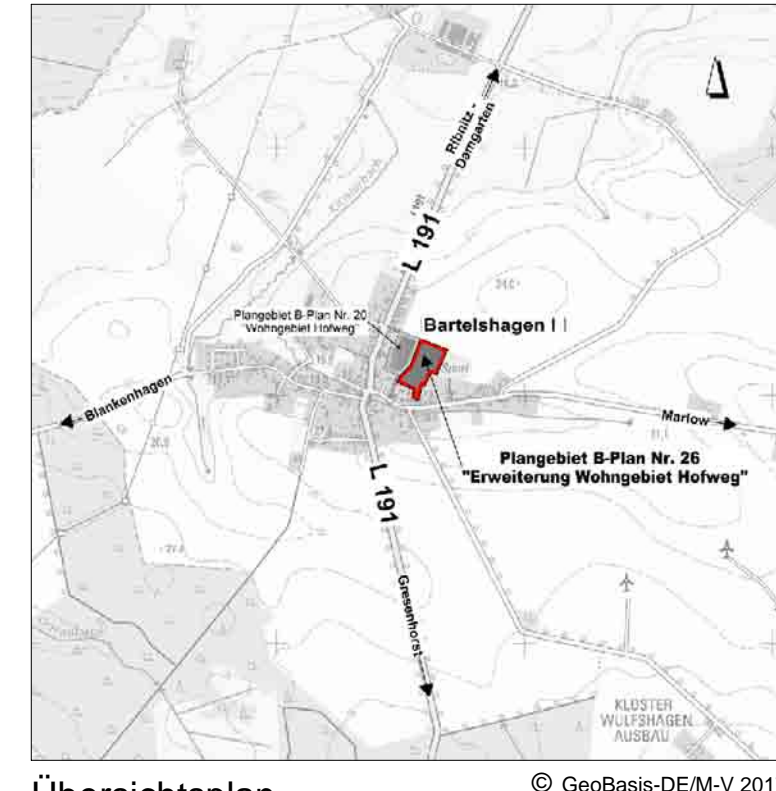 Ribnitz -
Damgarten
L 191
Klosterbach
Plangebiet B-Plan Nr. 20
"Wohngebiet Hofweg"
Bartelshagen I I
Blankenhagen
Marlow
Plangebiet B-Plan Nr. 26
"Erweiterung Wohngebiet Hofweg"
L 191
Gresenhorst
KLOSTER
WULFSHAGEN
AUSBAU
Übersichtsplan
© GeoBasis-DE/M-V 201